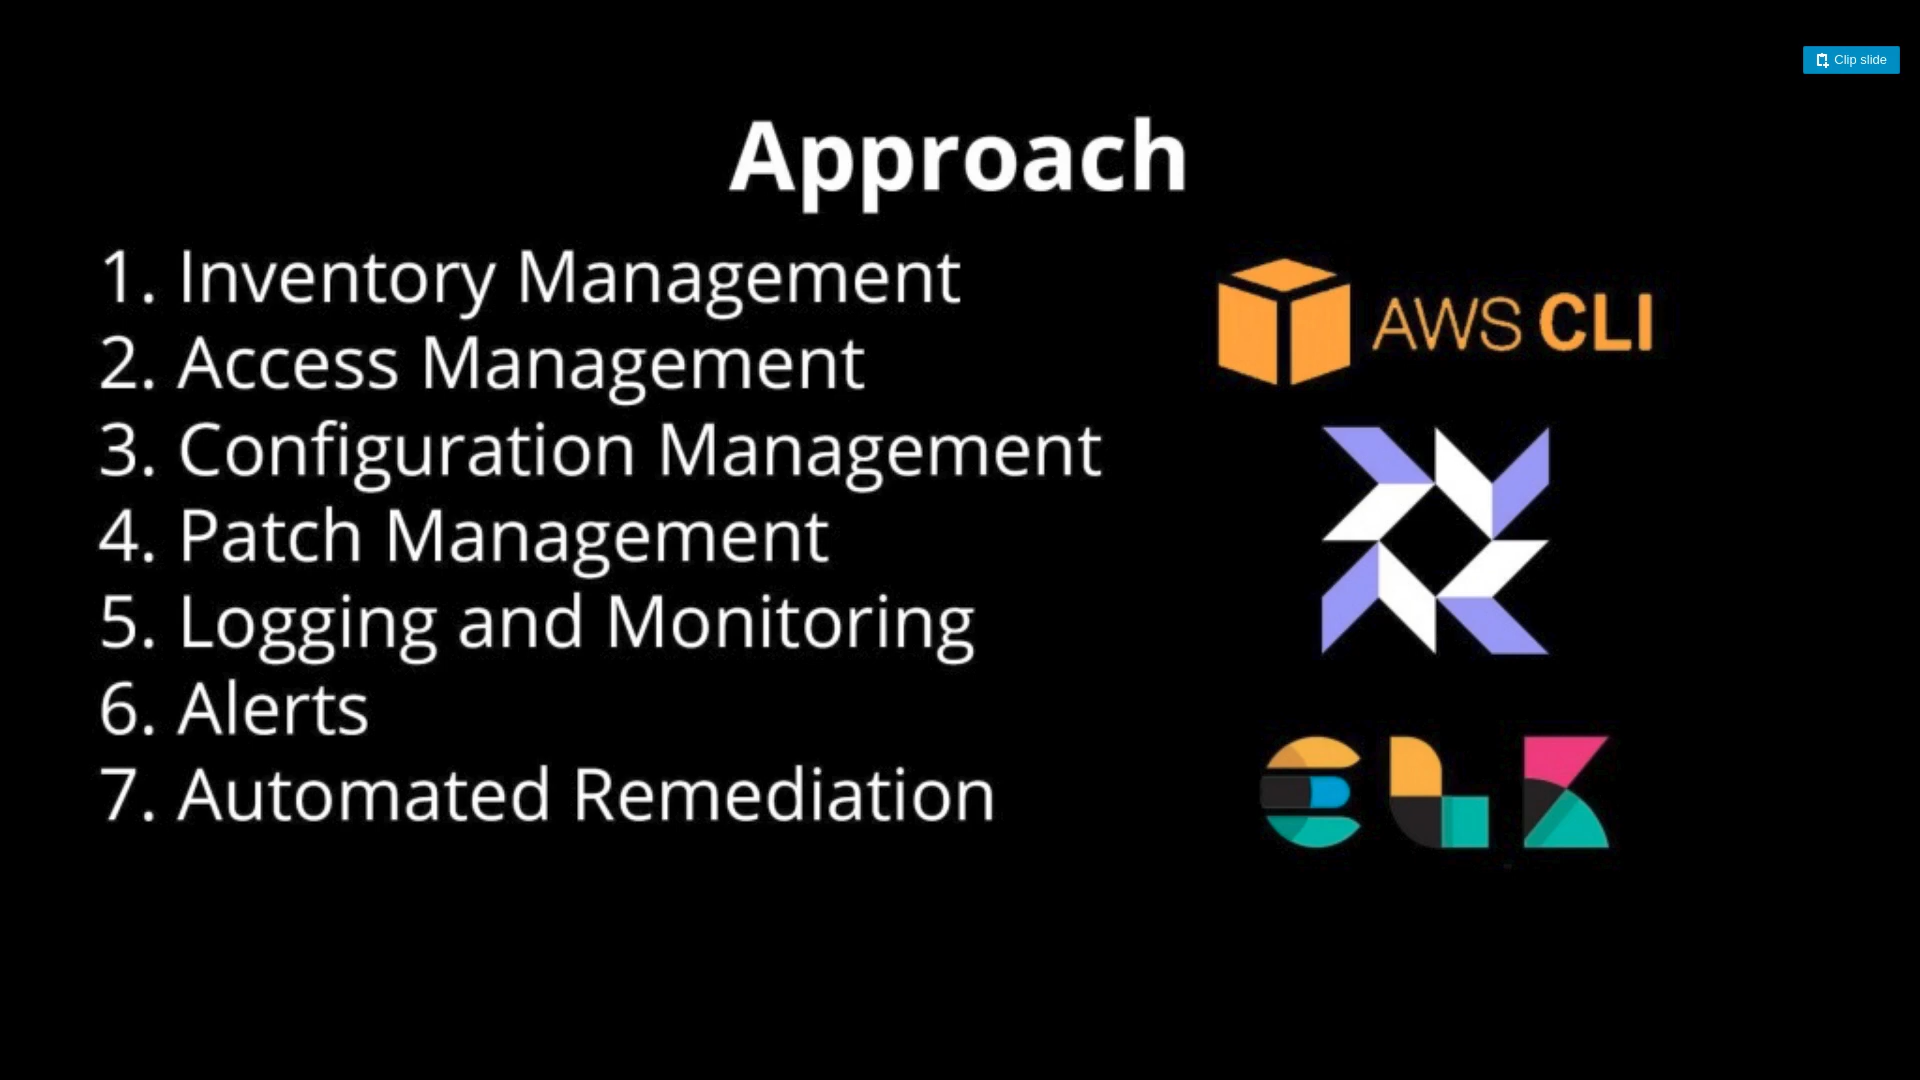 Clip slide
Approach
1. Inventory Management
2. Access Management
3. Configuration Management
4. Patch Management
5. Logging and Monitoring
6. Alerts
7. Automated Remediation
AWS CLI
ELK